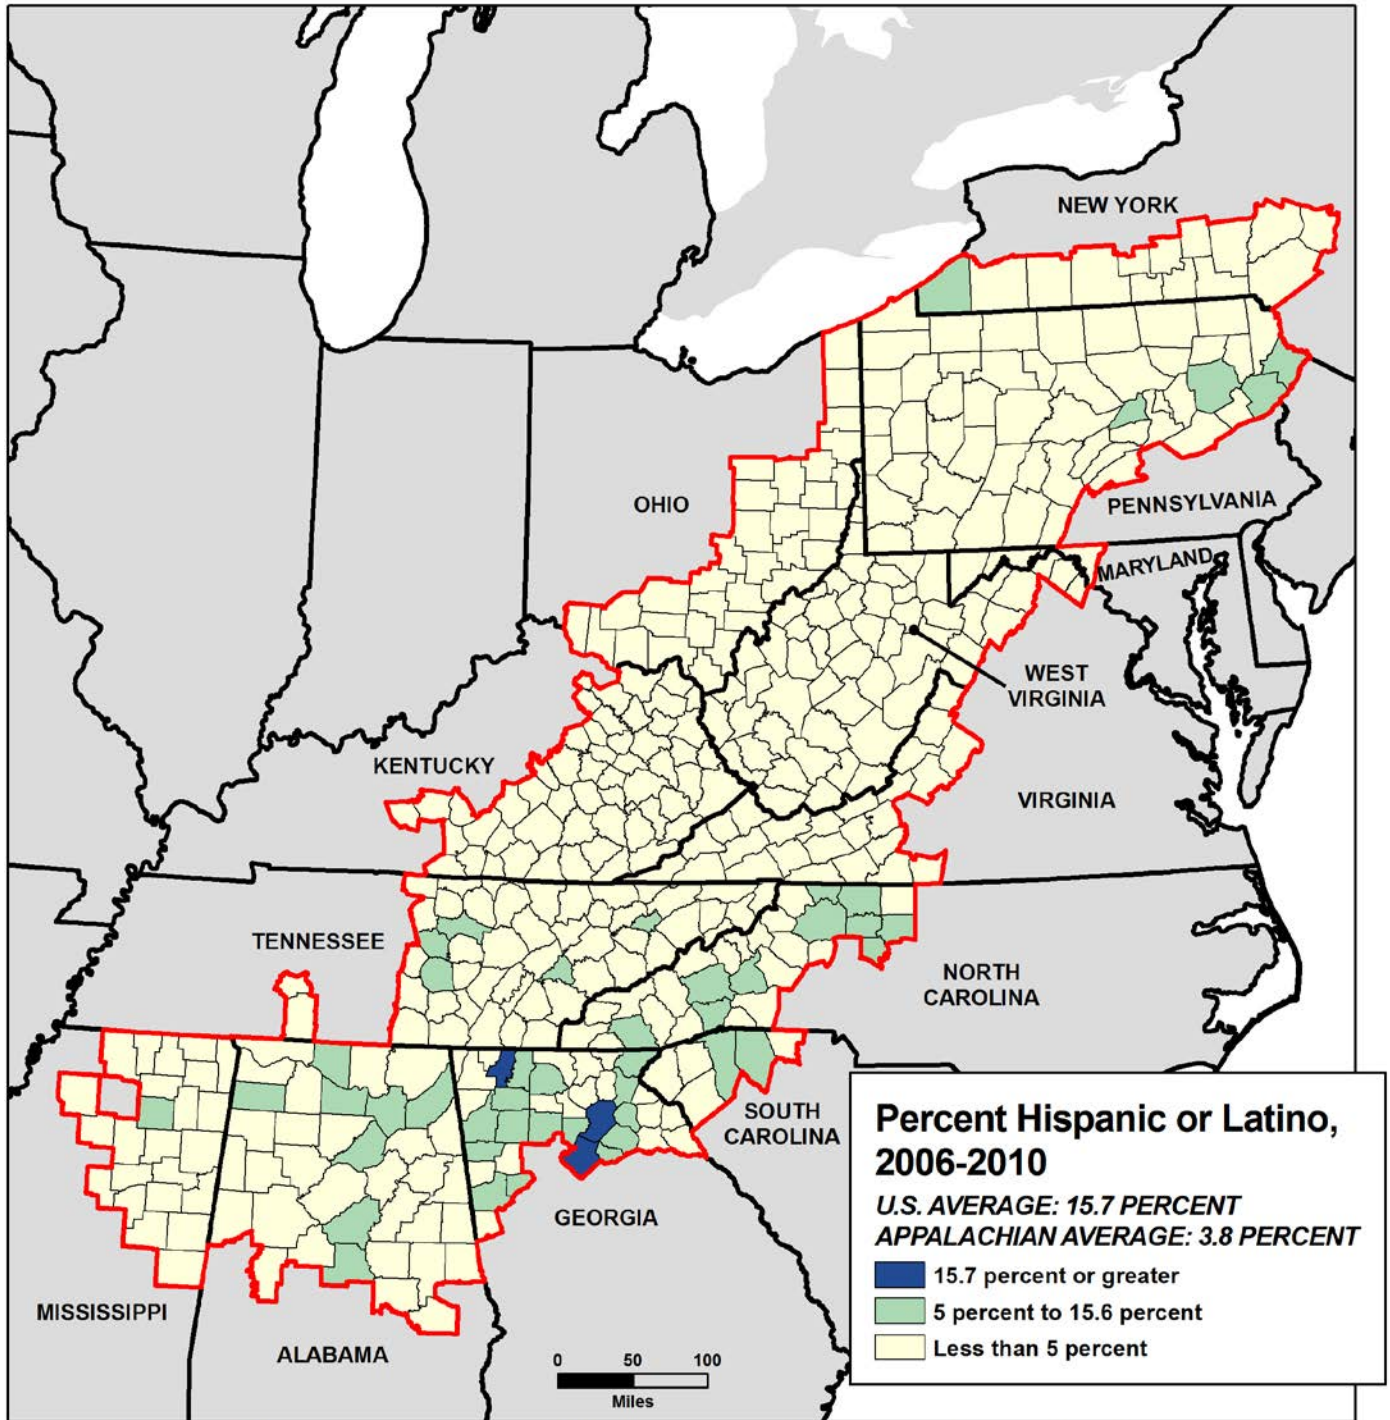 NEW YORK
OHIO
PENNSYLVANIA
MARYLAND
WEST
VIRGINIA
KENTUCKY
VIRGINIA
TENNESSEE
NORTH
CAROLINA
SOUTH
CAROLINA
GEORGIA
MISSISSIPPI
ALABAMA
0 50 100
Miles
Percent Hispanic or Latino,
2006-2010
U.S. AVERAGE: 15.7 PERCENT
APPALACHIAN AVERAGE: 3.8 PERCENT
15.7 percent or greater
5 percent to 15.6 percent
Less than 5 percent